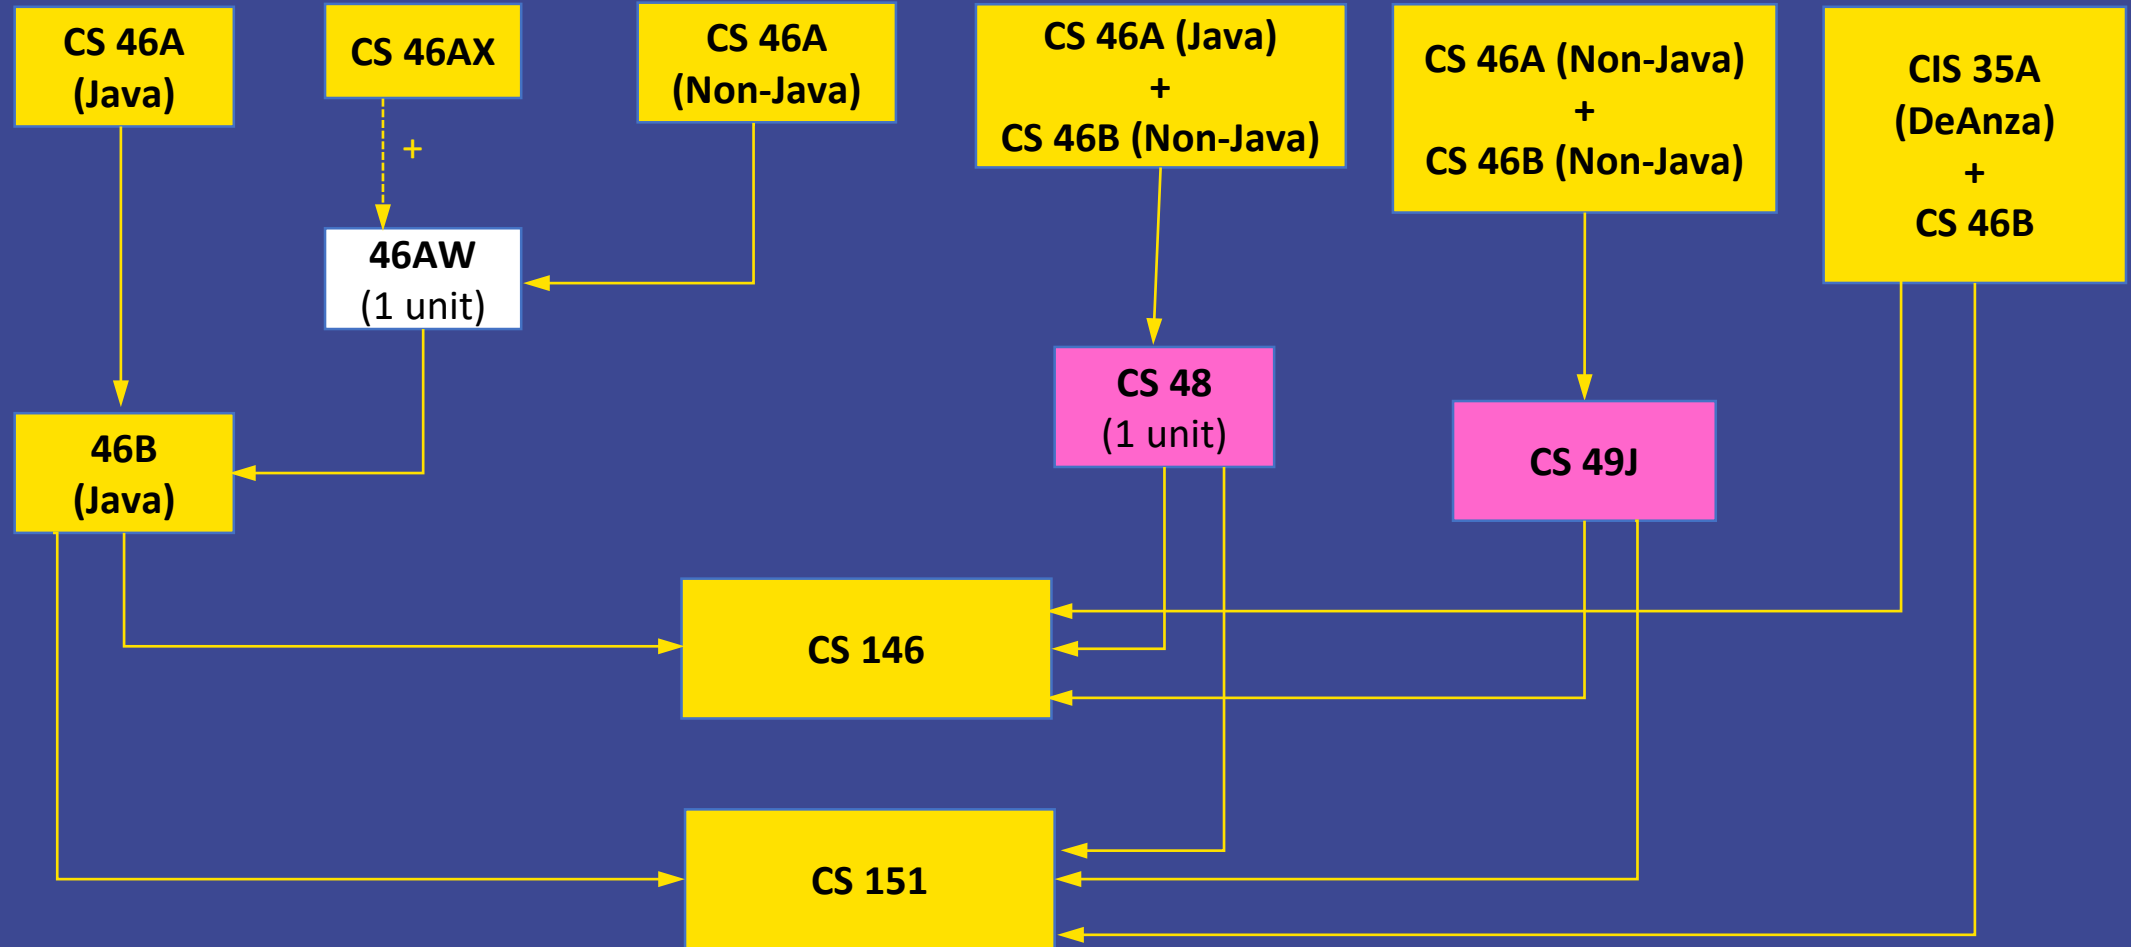 CS 46A
(Java)
CS 46AX
CS 46A
(Non-Java)
CS 46A (Java)
+
CS 46B (Non-Java)
CS 46A (Non-Java)
+
CS 46B (Non-Java)
CIS 35A
(DeAnza)
+
CS 46B
+
46AW
(1 unit)
CS 48
(1 unit)
46B
(Java)
CS 49J
CS 146
CS 151